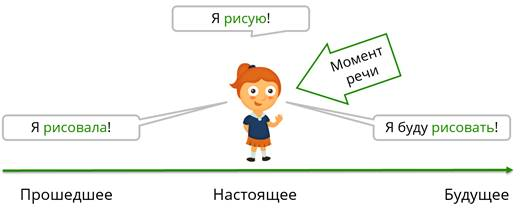 Я рисую!
Момент
речи
Я рисовала!
Я буду рисовать!
Прошедшее
Настоящее
Будущее